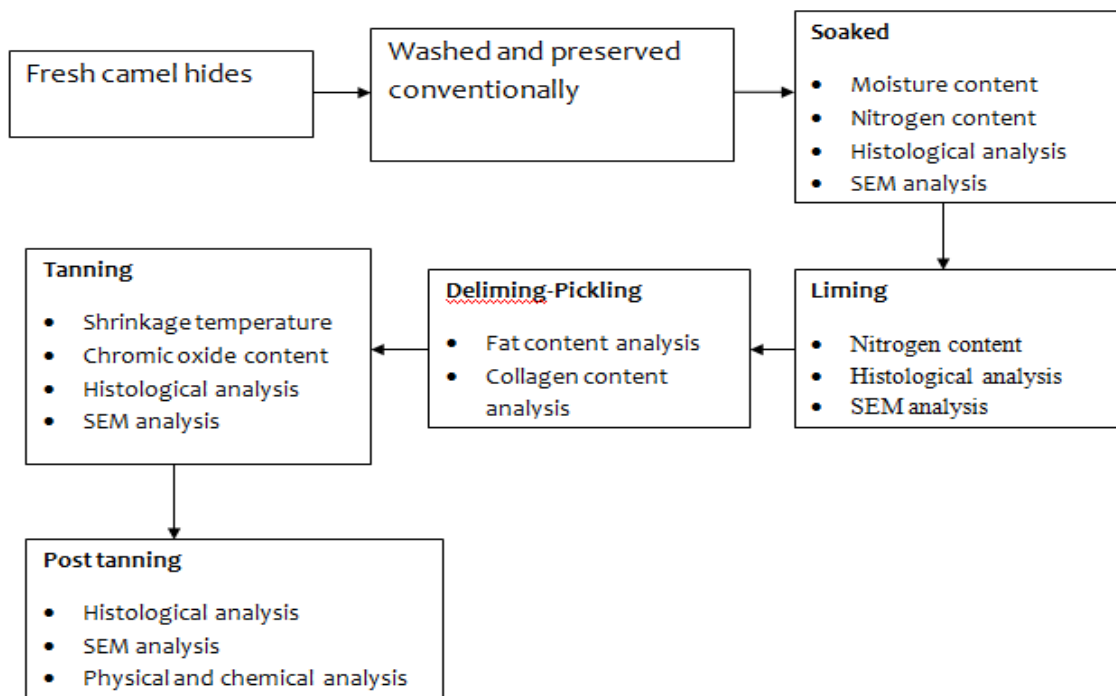 Fresh camel hides
Washed and preserved
conventionally
Soaked
• Moisture content
• Nitrogen content
• Histological analysis
• SEM analysis
Liming
• Nitrogen content
• Histological analysis
• SEM analysis
Deliming-Pickling
• Fat content analysis
• Collagen content
analysis
Tanning
• Shrinkage temperature
• Chromic oxide content
• Histological analysis
• SEM analysis
Post tanning
• Histological analysis
• SEM analysis
• Physical and chemical analysis